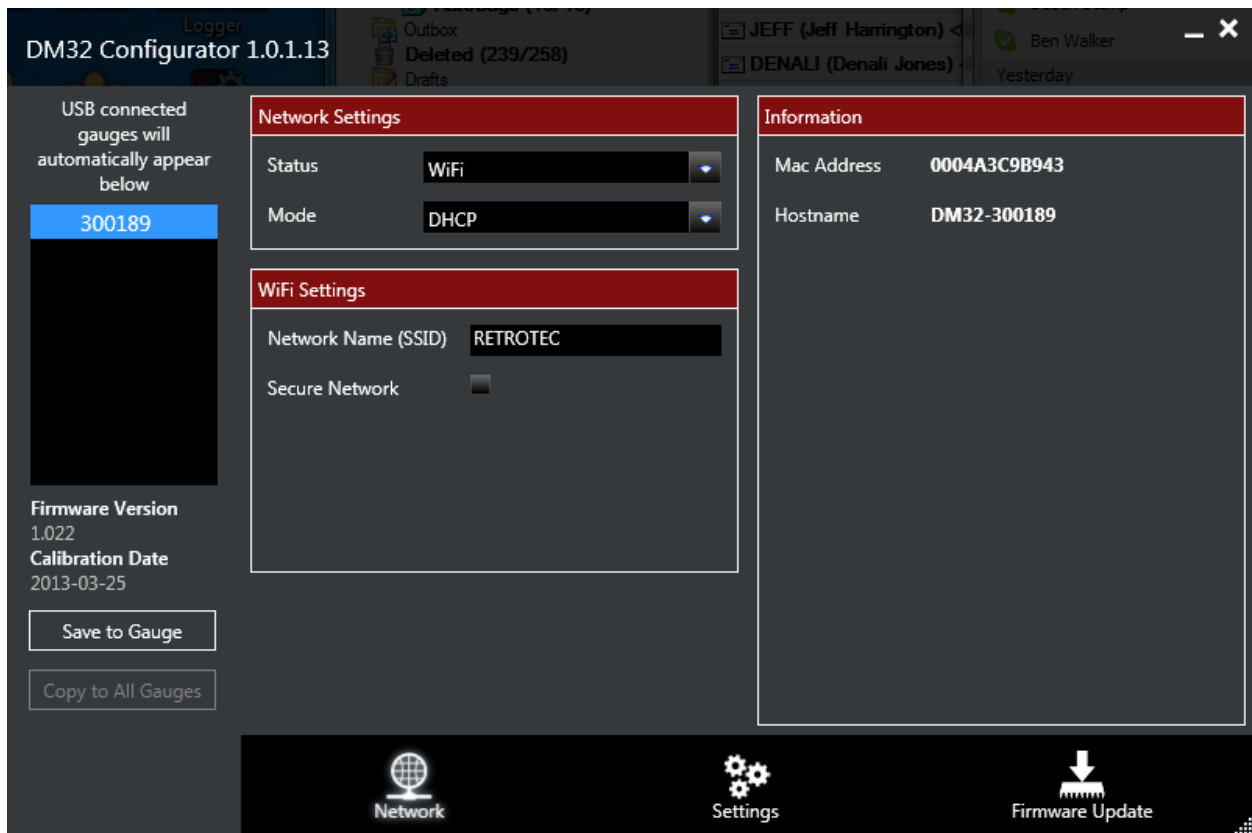 Logger
Outbox
Deleted (239/258)
Drafts
JEFF (Jeff Harrington)
DENALI (Denali Jones)
Ben Walker
Yesterday
DM32 Configurator 1.0.1.13
USB connected
gauges will
automatically appear
below
300189
Firmware Version
1.022
Calibration Date
2013-03-25
Save to Gauge
Copy to All Gauges
Network Settings
Status WiFi
Mode DHCP
WiFi Settings
Network Name (SSID) RETROTEC
Secure Network
Information
Mac Address 0004A3C9B943
Hostname DM32-300189
Network
Settings
Firmware Update